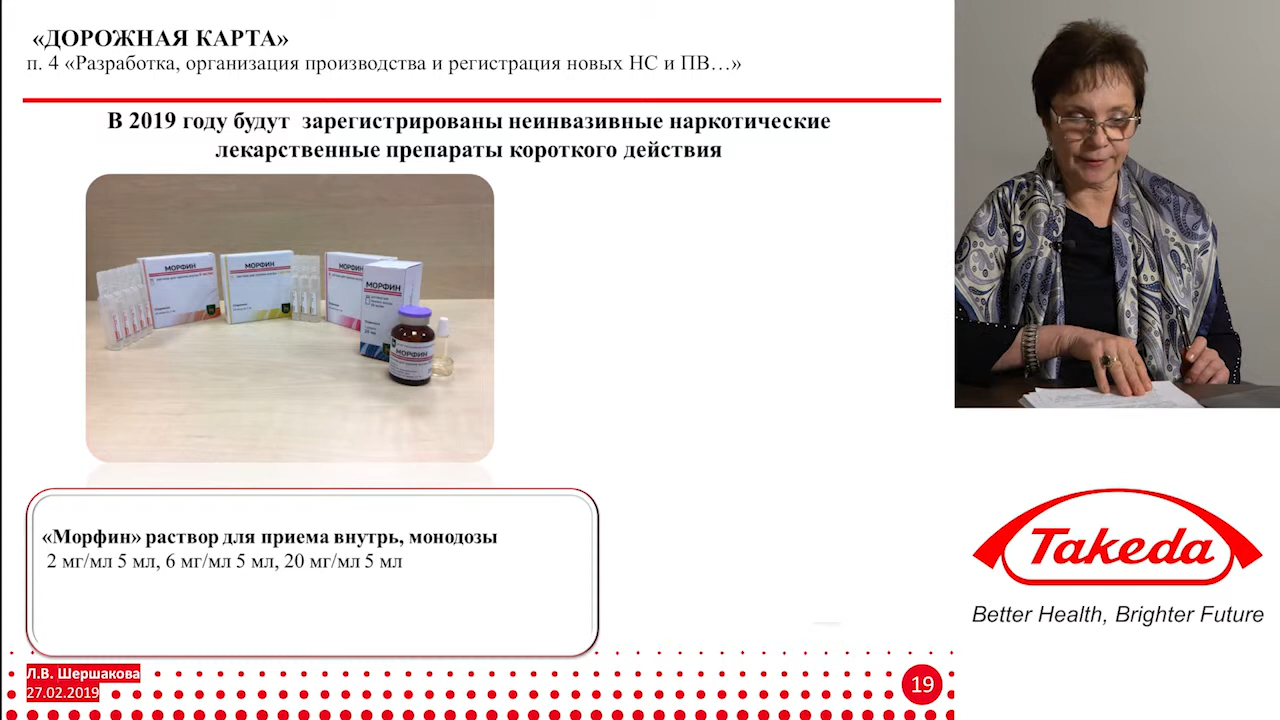 «ДОРОЖНАЯ КАРТА»
п. 4 «Разработка, организация производства и регистрация новых НС и ПВ…»
В 2019 году будут зарегистрированы неинвазивные наркотические
лекарственные препараты короткого действия
МОРФИН
МОРФИН
МОРФИН
МОРФИН
МОРФИН
«Морфин» раствор для приема внутрь, монодозы
2 мг/мл 5 мл, 6 мг/мл 5 мл, 20 мг/мл 5 мл
Л.В. Шершакова
27.02.2019
19
Takeda
Better Health, Brighter Future